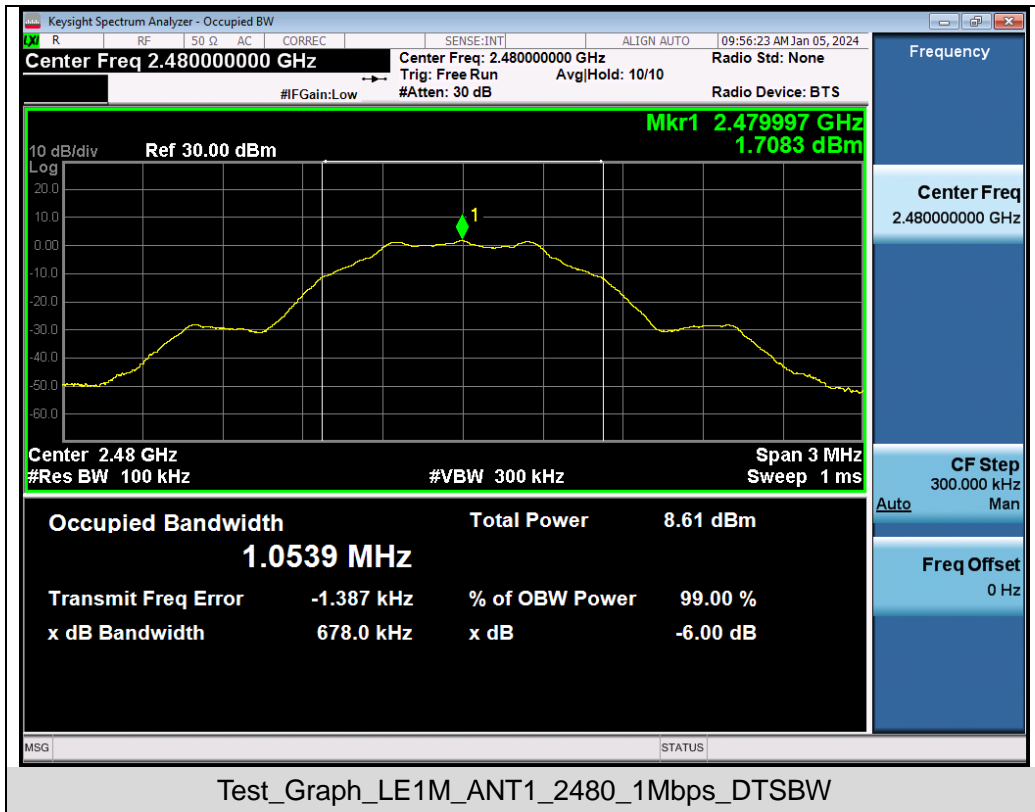 Keysight Spectrum Analyzer - Occupied BW
LXI R RF 50 Ω AC CORREC SENSE:INT ALIGN AUTO 09:56:23 AM Jan 05, 2024
Center Freq 2.480000000 GHz
Center Freq: 2.480000000 GHz
Radio Std: None
Trig: Free Run Avg|Hold: 10/10
#IFGain:Low
#Atten: 30 dB
Radio Device: BTS
Frequency
Mkr1 2.479997 GHz
1.7083 dBm
10 dB/div Ref 30.00 dBm
Log
20.0
10.0
0.00
-10.0
-20.0
-30.0
-40.0
-50.0
-60.0
1
Center Freq
2.480000000 GHz
Center 2.48 GHz Span 3 MHz
#Res BW 100 kHz #VBW 300 kHz Sweep 1 ms
CF Step
300.000 kHz
Auto Man
Occupied Bandwidth Total Power 8.61 dBm
1.0539 MHz
Transmit Freq Error -1.387 kHz % of OBW Power 99.00 %
x dB Bandwidth 678.0 kHz x dB -6.00 dB
Freq Offset
0 Hz
MSG STATUS
Test_Graph_LE1M_ANT1_2480_1Mbps_DTSBW